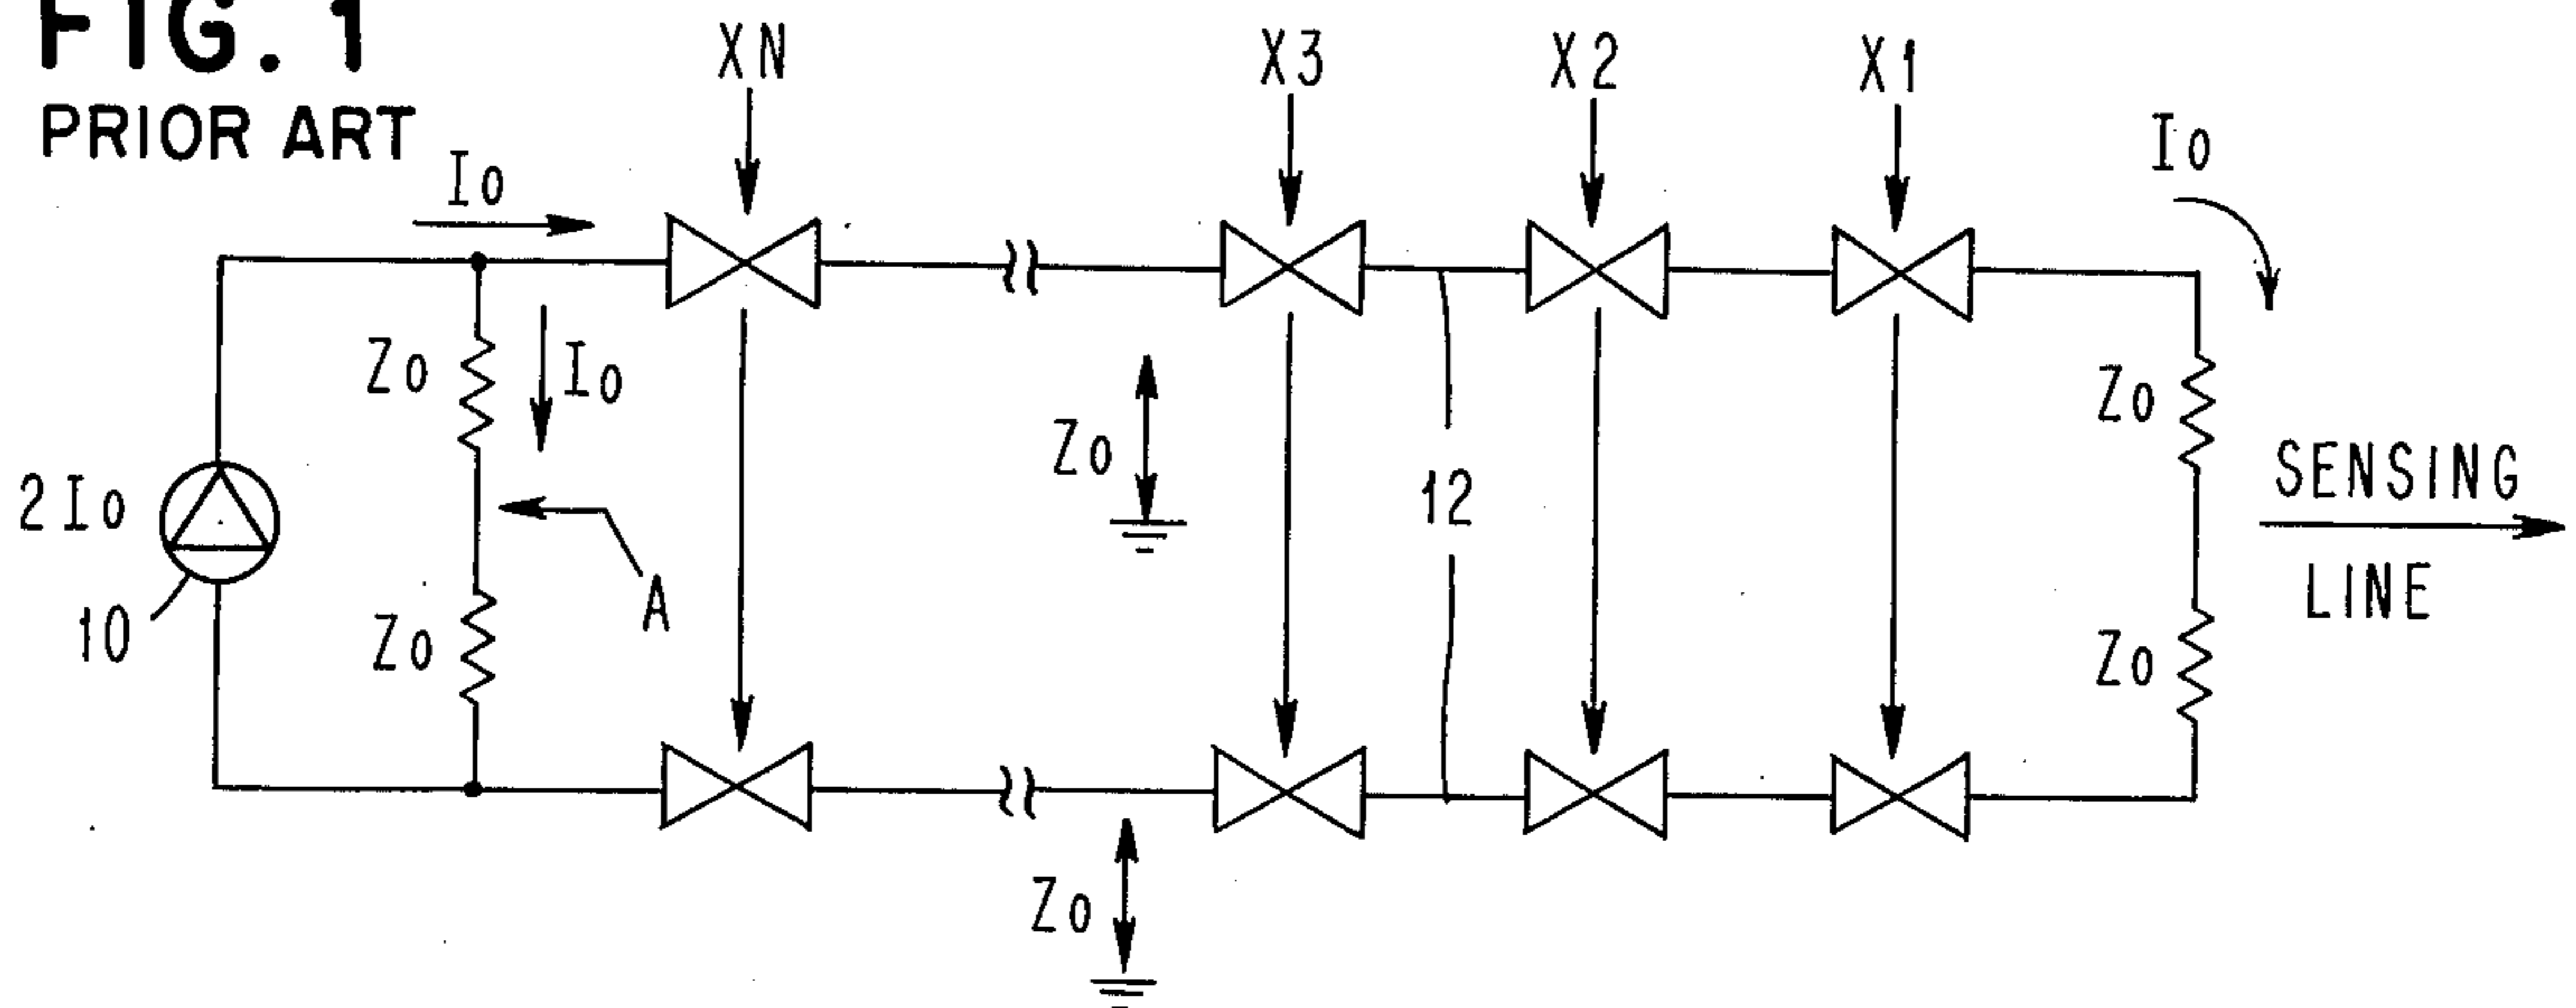 FIG. 1
PRIOR ART
XN
X3
X2
X1
Io
Io
Zo
Io
Zo
Zo
12
2Io
SENSING
LINE
10
Zo
A
Zo
Zo